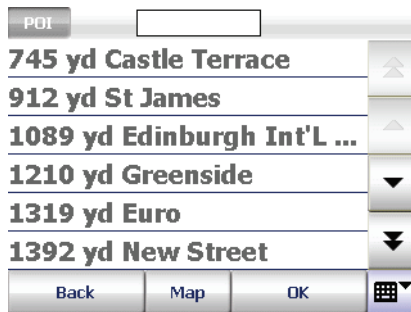 POI
745 yd Castle Terrace
912 yd St James
1089 yd Edinburgh Int'L ...
1210 yd Greenside
1319 yd Euro
1392 yd New Street
Back Map OK